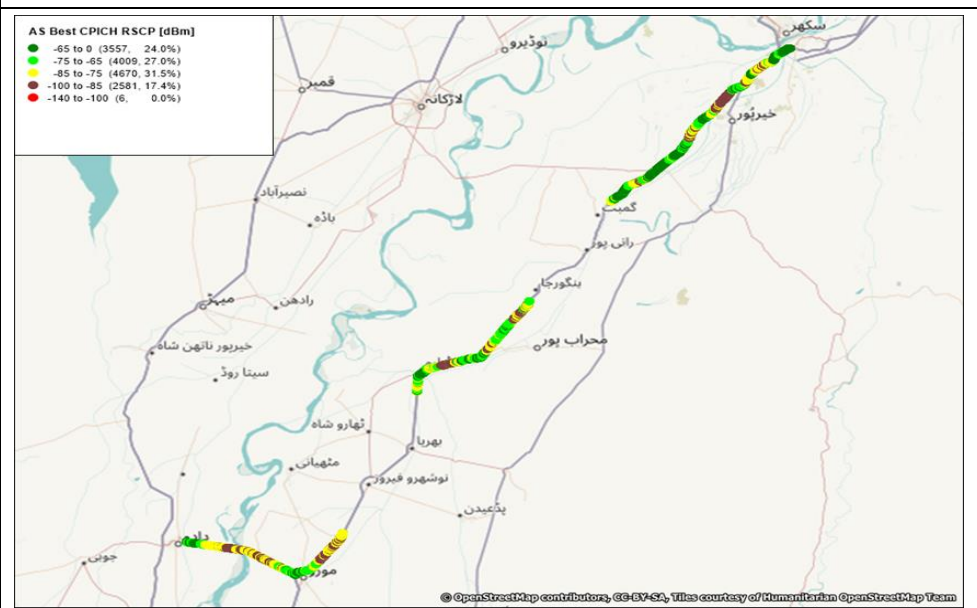 AS Best CPICH RSCP [dBm]
-65 to 0 (3557, 24.0%)
-75 to -65 (4009, 27.0%)
-85 to -75 (4670, 31.5%)
-100 to -85 (2581, 17.4%)
-140 to -100 (6, 0.0%)
سکھر
نوڈیرو
قمبر
لاڑکانہ
خیرپور
نصیرآباد
باڈہ
گمبٹ
رانی پور
بنگورجا
میہڑ
رادھن
محراب پور
خیرپور ناتھن شاہ
سیتا روڈ
ٹھارو شاہ
بھریا
مٹھیانی
نوشھرو فیروز
پڈعیدن
دادو
جوہی
مورو
© OpenStreetMap contributors, CC-BY-SA, Tiles courtesy of Humanitarian OpenStreetMap Team